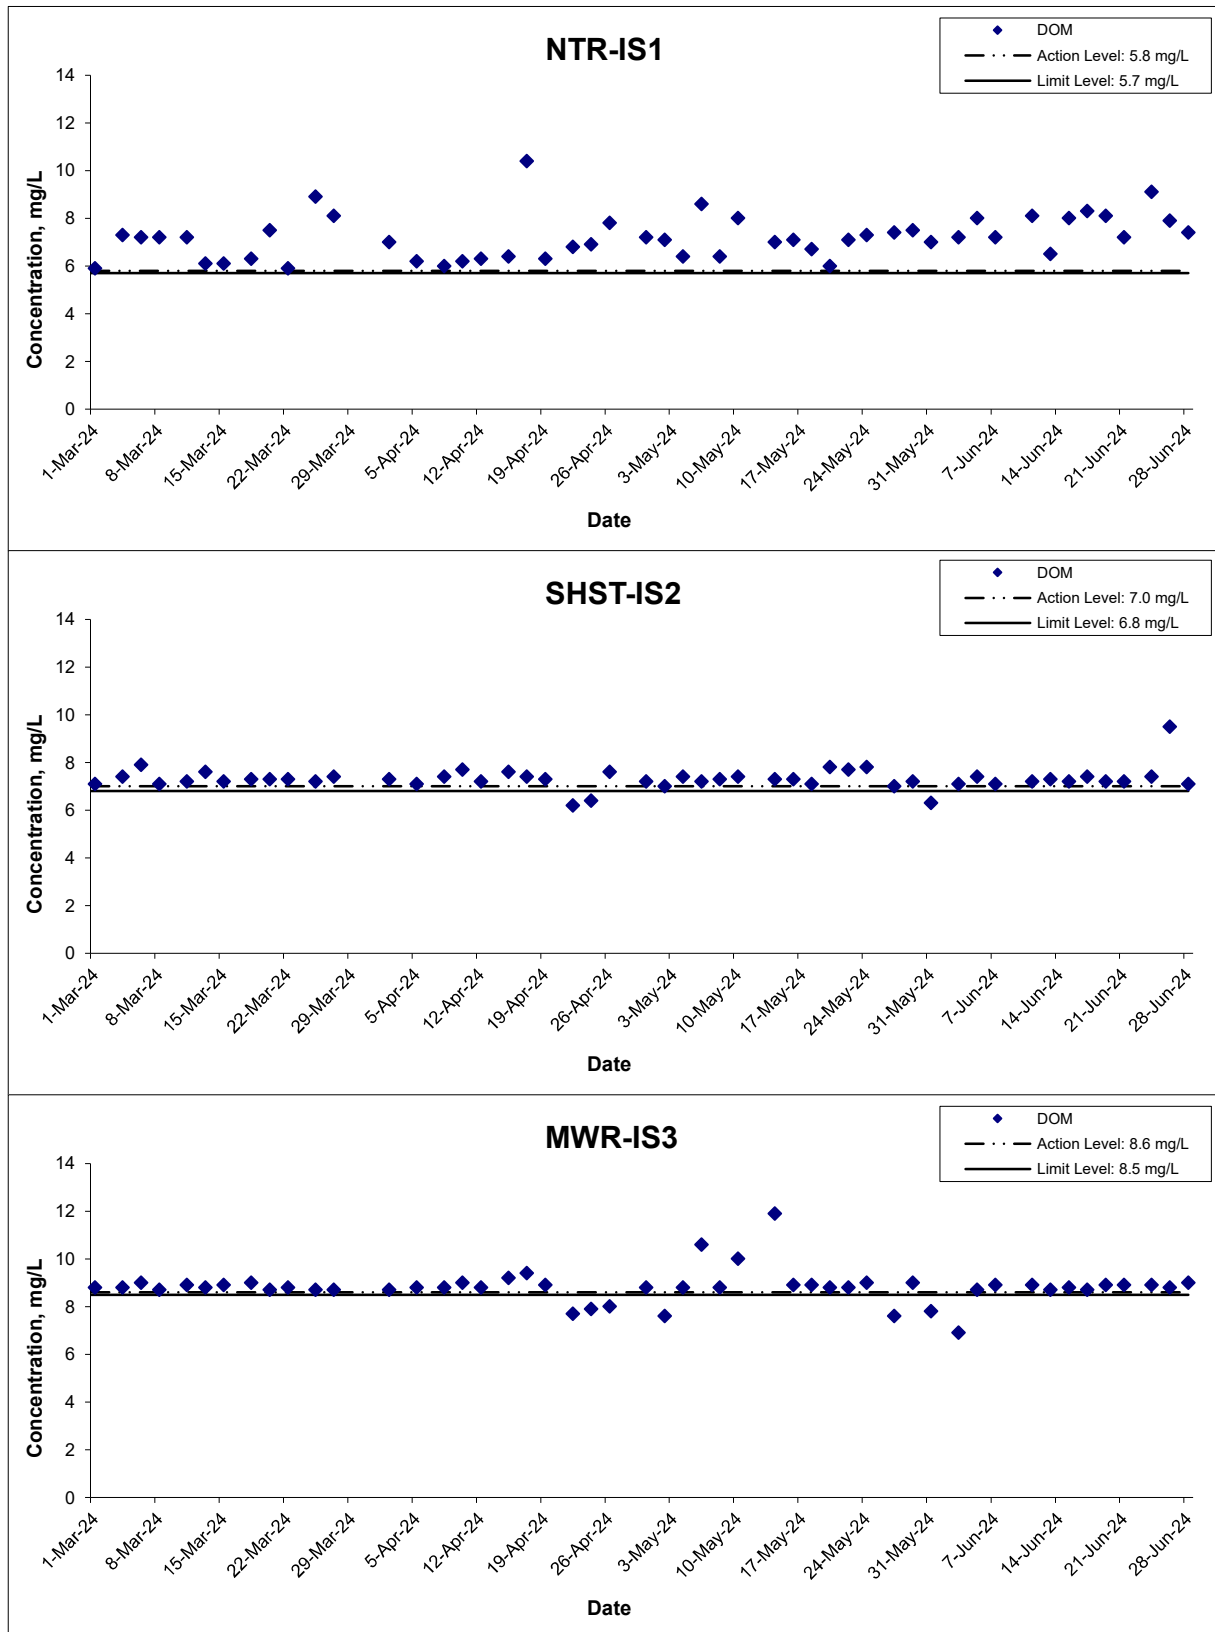 NTR-IS1
DOM
Action Level: 5.8 mg/L
Limit Level: 5.7 mg/L
Concentration, mg/L
14
12
10
8
6
4
2
0
1-Mar-24
8-Mar-24
15-Mar-24
22-Mar-24
29-Mar-24
5-Apr-24
12-Apr-24
19-Apr-24
26-Apr-24
3-May-24
10-May-24
17-May-24
24-May-24
31-May-24
7-Jun-24
14-Jun-24
21-Jun-24
28-Jun-24
Date
SHST-IS2
DOM
Action Level: 7.0 mg/L
Limit Level: 6.8 mg/L
Concentration, mg/L
14
12
10
8
6
4
2
0
1-Mar-24
8-Mar-24
15-Mar-24
22-Mar-24
29-Mar-24
5-Apr-24
12-Apr-24
19-Apr-24
26-Apr-24
3-May-24
10-May-24
17-May-24
24-May-24
31-May-24
7-Jun-24
14-Jun-24
21-Jun-24
28-Jun-24
Date
MWR-IS3
DOM
Action Level: 8.6 mg/L
Limit Level: 8.5 mg/L
Concentration, mg/L
14
12
10
8
6
4
2
0
1-Mar-24
8-Mar-24
15-Mar-24
22-Mar-24
29-Mar-24
5-Apr-24
12-Apr-24
19-Apr-24
26-Apr-24
3-May-24
10-May-24
17-May-24
24-May-24
31-May-24
7-Jun-24
14-Jun-24
21-Jun-24
28-Jun-24
Date